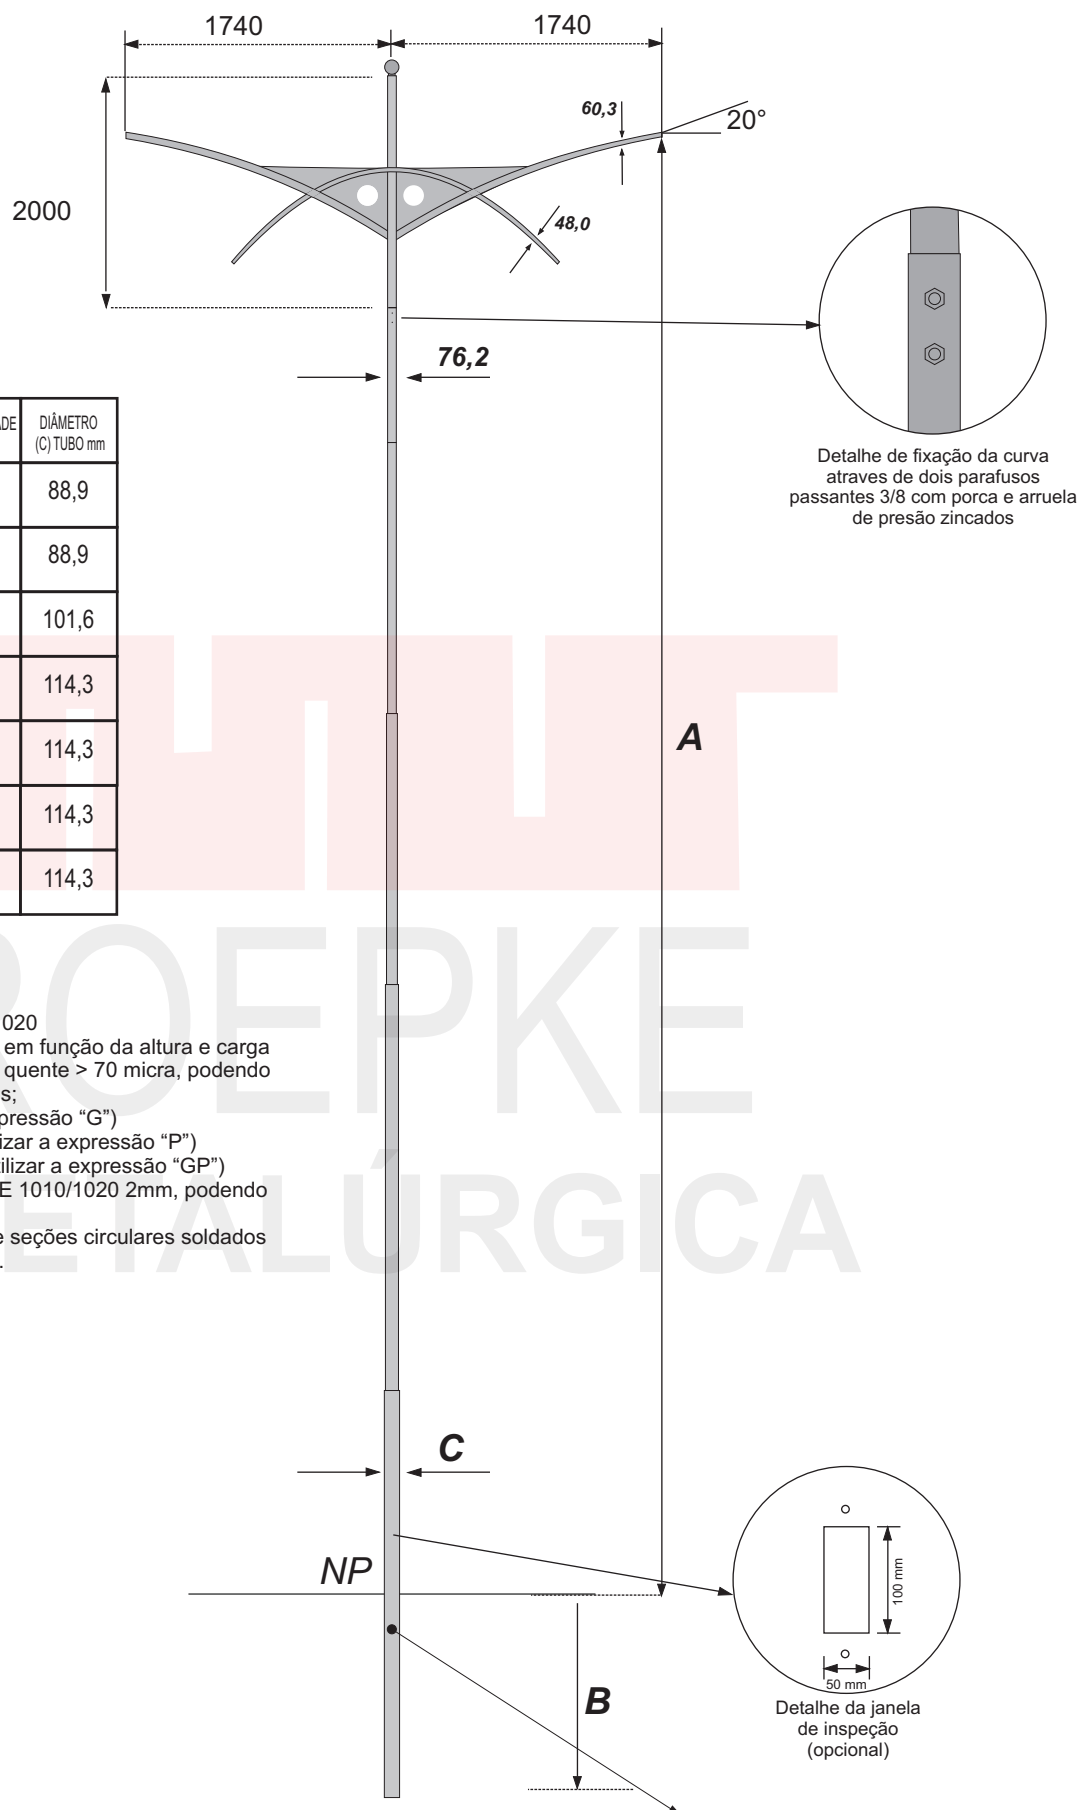 1740
1740
60,3
20°
2000
48,0
76,2
ADE
DIÂMETRO
(C) TUBO mm
88,9
88,9
101,6
114,3
114,3
114,3
114,3
Detalhe de fixação da curva
atraves de dois parafusos
passantes 3/8 com porca e arruela
de presão zincados
A
ROEPKE
METALÚRGICA
020
em função da altura e carga
quente > 70 micra, podendo
s;
pressão “G”)
izar a expressão “P”)
tilizar a expressão “GP”)
E 1010/1020 2mm, podendo
e seções circulares soldados
C
NP
100 mm
50 mm
B
Detalhe da janela
de inspeção
(opcional)